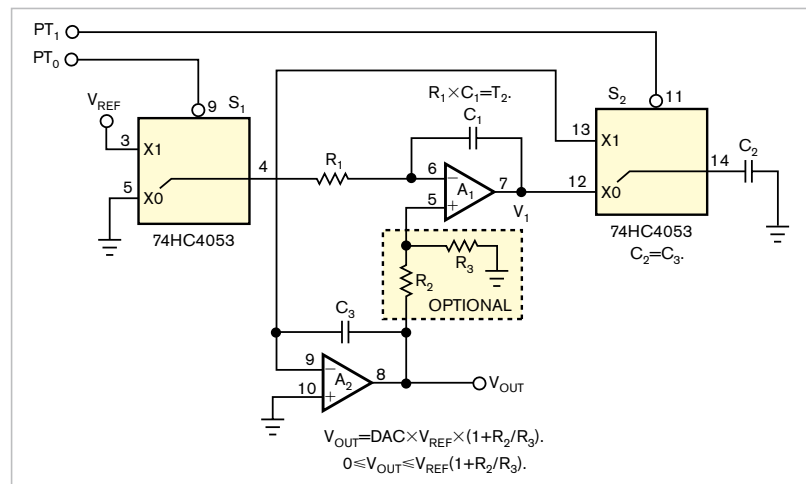 PT1
PT0
VREF
9 S1
3 X1
5 X0
4
74HC4053
R1
R1×C1=T2.
C1
6 −
5 +
A1
7
V1
R3
R2
OPTIONAL
S2 11
13 X1
12 X0
14
C2
74HC4053
C2=C3.
C3
9 −
10 +
A2
8
VOUT
VOUT=DAC×VREF×(1+R2/R3).
0≤VOUT≤VREF(1+R2/R3).